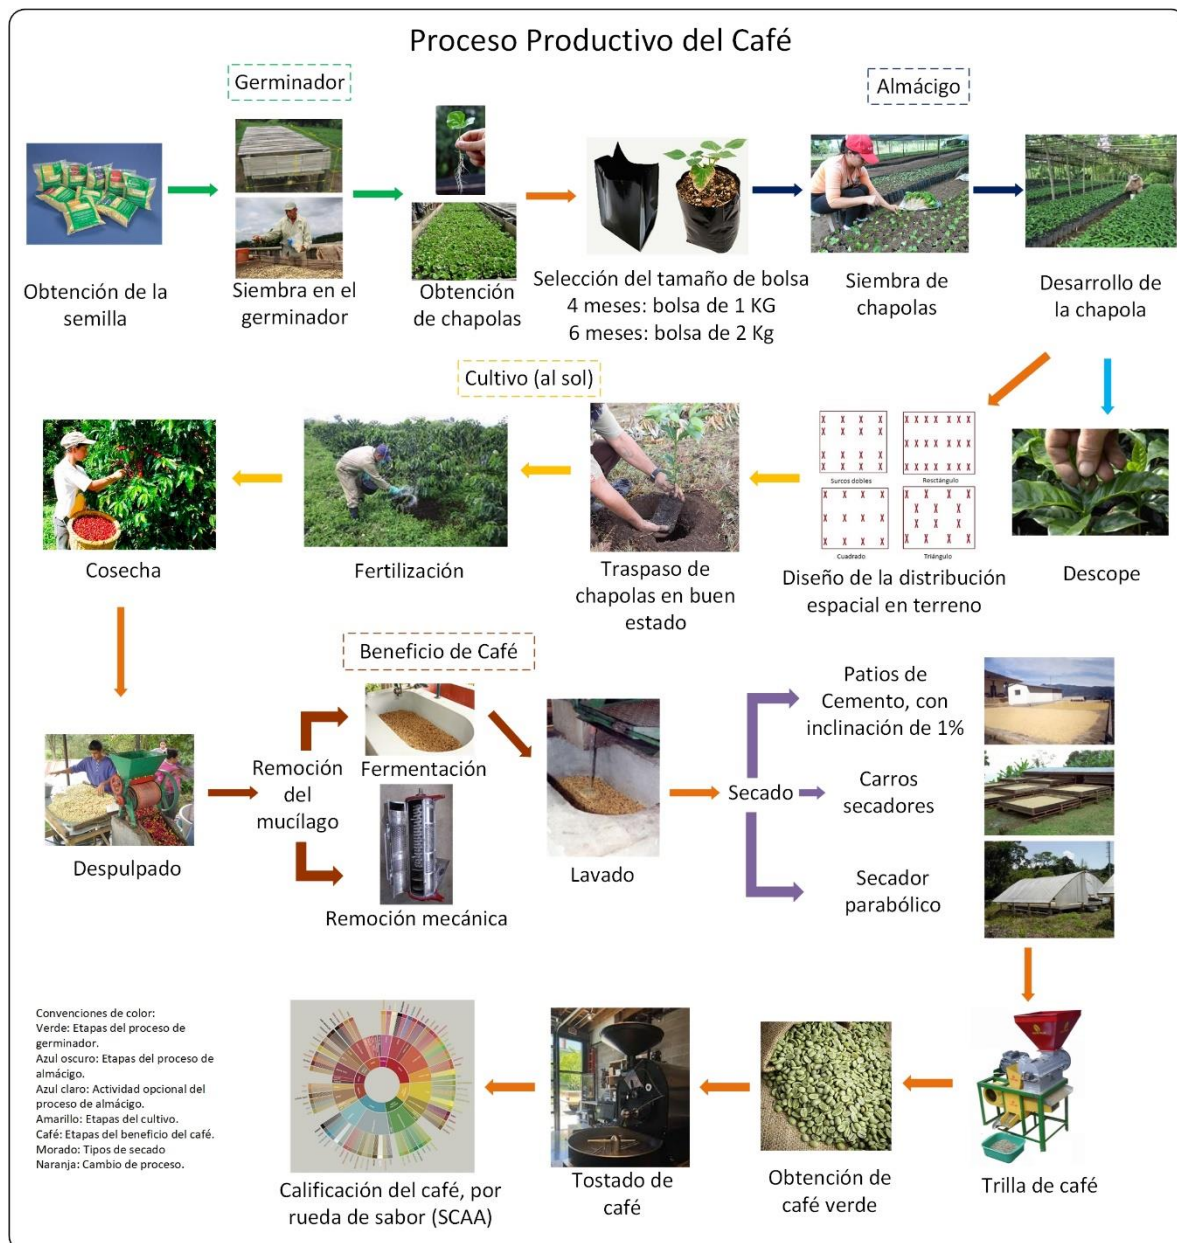 Proceso Productivo del Café
Germinador
Almácigo
Obtención de la
semilla
Siembra en el
germinador
Obtención
de chapolas
Selección del tamaño de bolsa
4 meses: bolsa de 1 KG
6 meses: bolsa de 2 Kg
Siembra de
chapolas
Desarrollo de
la chapola
Cultivo (al sol)
Cosecha
Fertilización
Traspaso de
chapolas en buen
estado
Surcos dobles
Resctángulo
Cuadrado
Triángulo
Diseño de la distribución
espacial en terreno
Descope
Beneficio de Café
Despulpado
Remoción
del
mucílago
Fermentación
Remoción mecánica
Lavado
Secado
Patios de
Cemento, con
inclinación de 1%
Carros
secadores
Secador
parabólico
Convenciones de color:
Verde: Etapas del proceso de
germinador.
Azul oscuro: Etapas del proceso de
almácigo.
Azul claro: Actividad opcional del
proceso de almácigo.
Amarillo: Etapas del cultivo.
Café: Etapas del beneficio del café.
Morado: Tipos de secado
Naranja: Cambio de proceso.
Calificación del café, por
rueda de sabor (SCAA)
Tostado de
café
Obtención de
café verde
Trilla de café